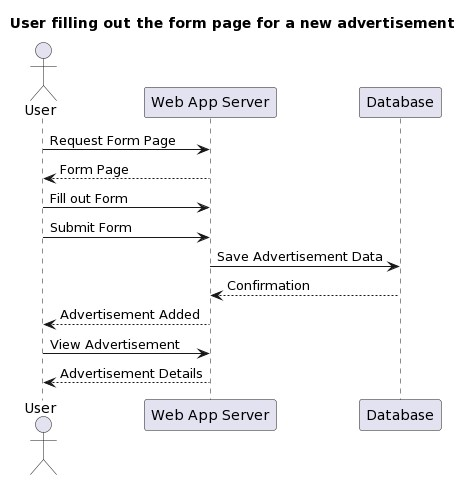 User filling out the form page for a new advertisement
User
Web App Server
Database
Request Form Page
Form Page
Fill out Form
Submit Form
Save Advertisement Data
Confirmation
Advertisement Added
View Advertisement
Advertisement Details
User
Web App Server
Database